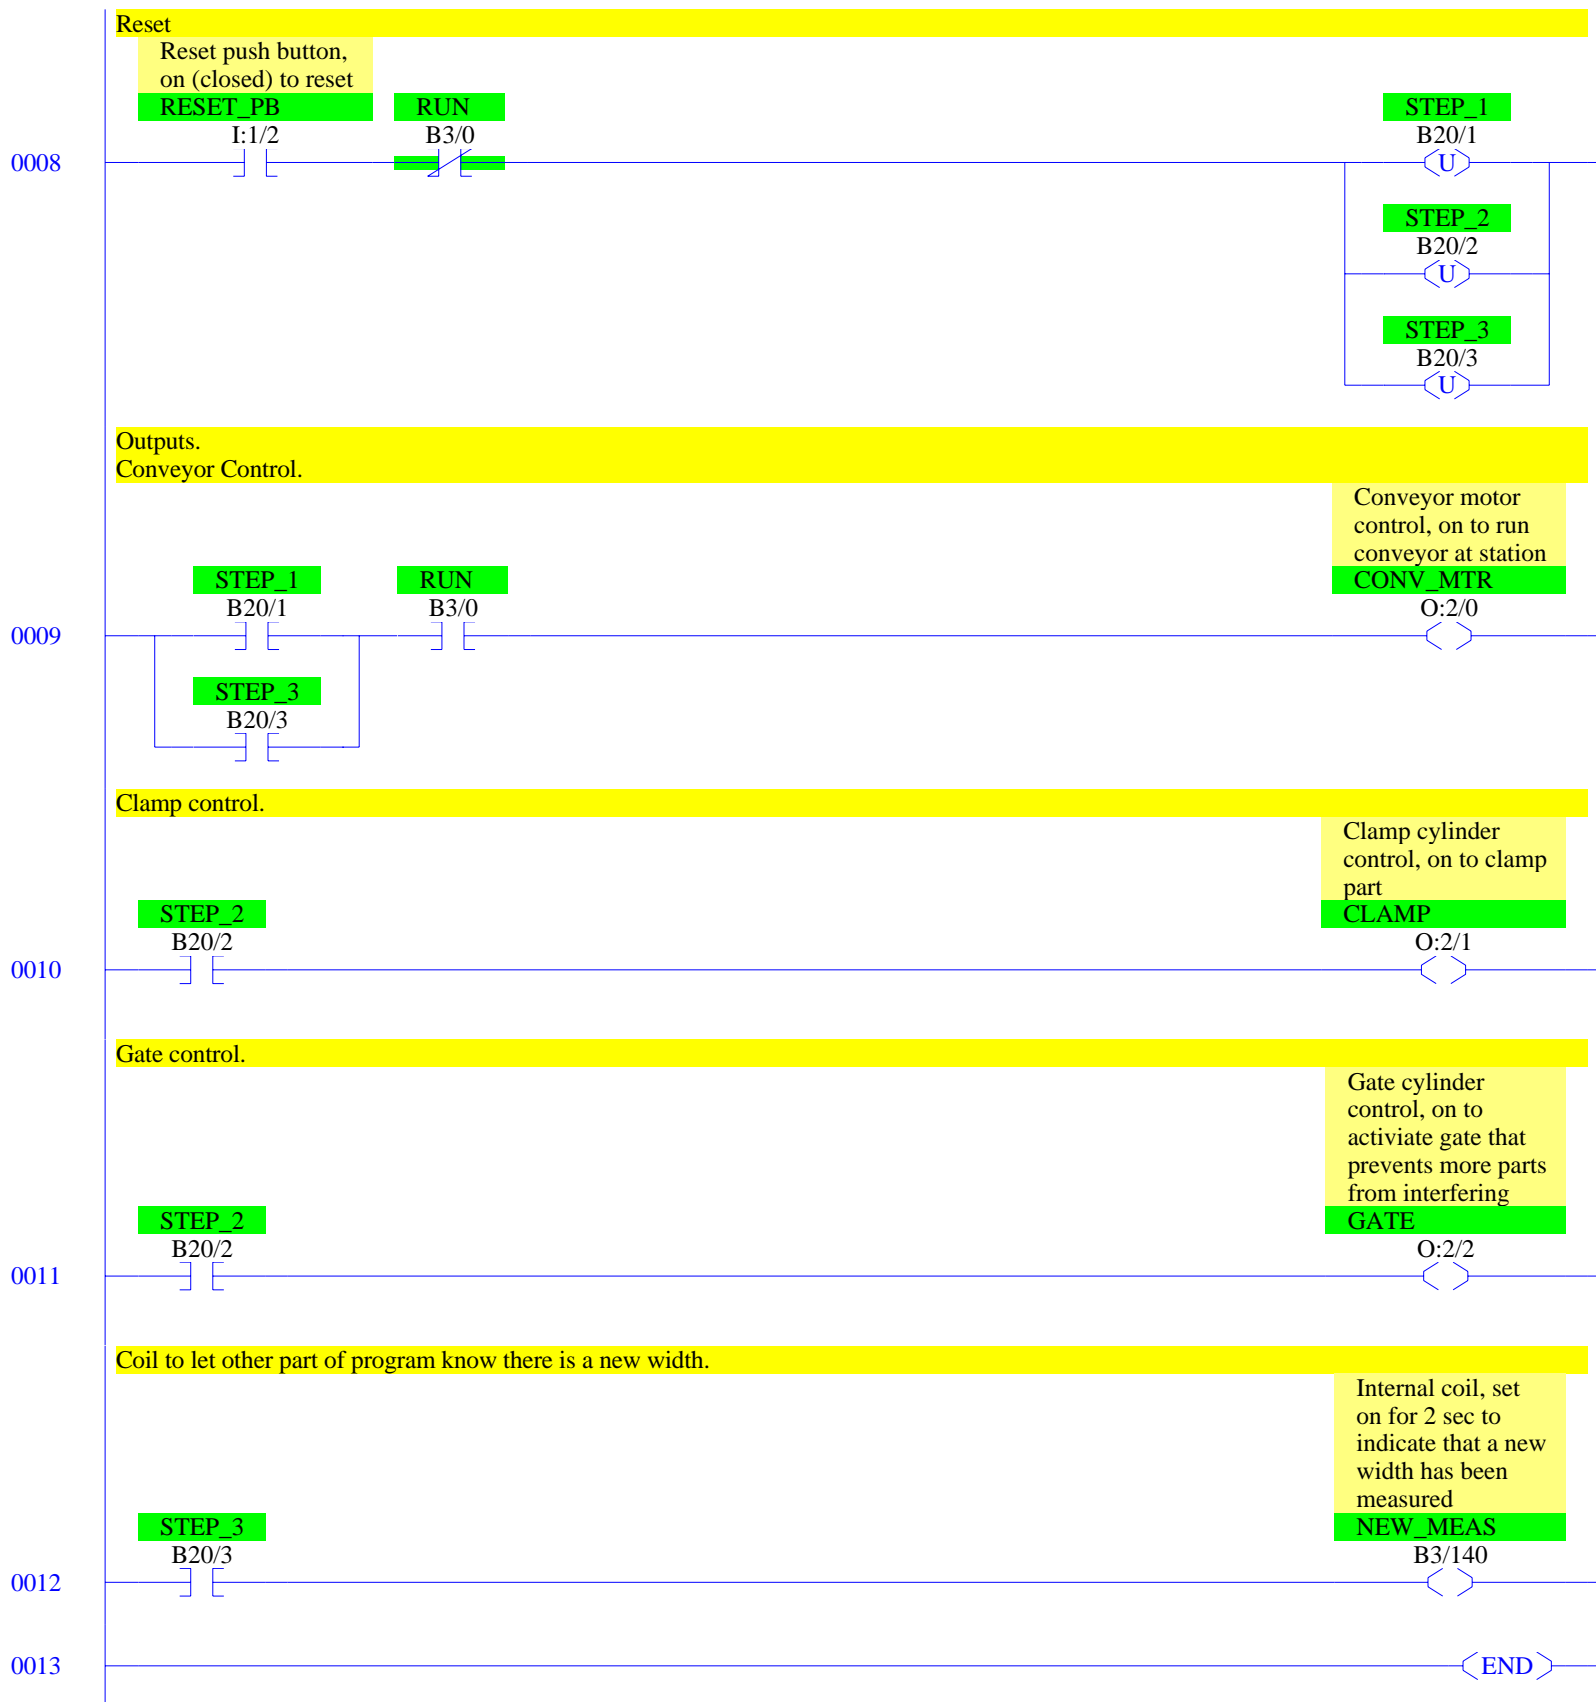 Reset
Reset push button,
on (closed) to reset
RESET_PB RUN STEP_1
I:1/2 B3/0 B20/1
0008 U
STEP_2
B20/2
U
STEP_3
B20/3
U
Outputs.
Conveyor Control.
Conveyor motor
control, on to run
conveyor at station
STEP_1 RUN CONV_MTR
B20/1 B3/0 O:2/0
0009
STEP_3
B20/3
Clamp control.
Clamp cylinder
control, on to clamp
part
STEP_2 CLAMP
B20/2 O:2/1
0010
Gate control.
Gate cylinder
control, on to
activiate gate that
prevents more parts
from interfering
STEP_2 GATE
B20/2 O:2/2
0011
Coil to let other part of program know there is a new width.
Internal coil, set
on for 2 sec to
indicate that a new
width has been
measured
STEP_3 NEW_MEAS
B20/3 B3/140
0012
0013 END